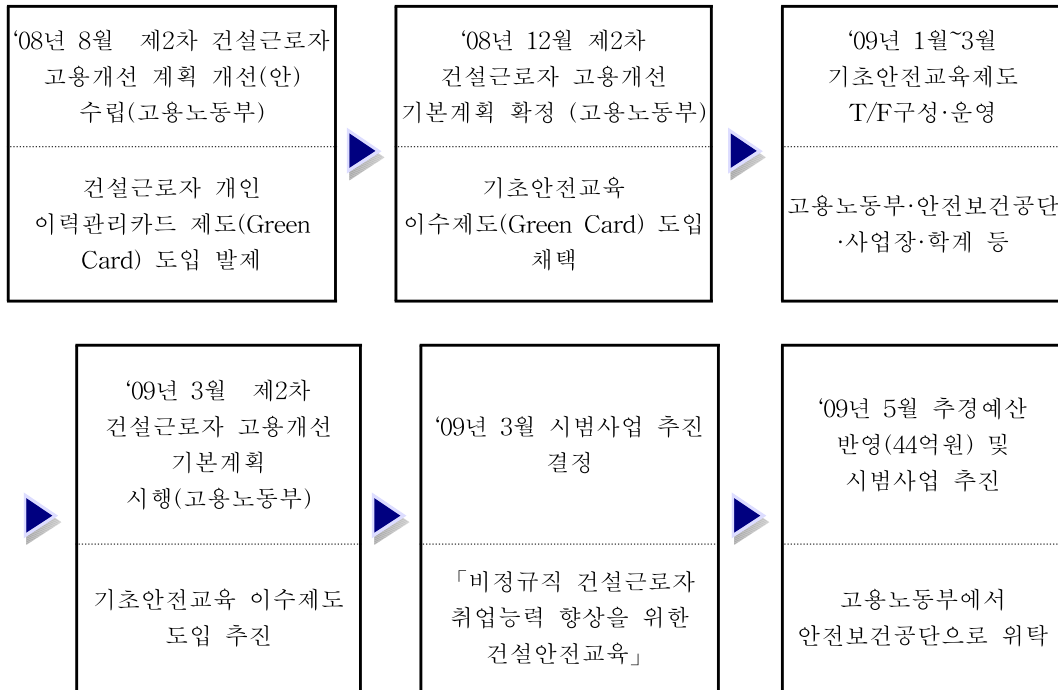 ‘08년 8월  제2차 건설근로자
고용개선 계획 개선(안)
수립(고용노동부)
건설근로자 개인
이력관리카드 제도(Green
Card) 도입 발제
‘08년 12월 제2차
건설근로자 고용개선
기본계획 확정 (고용노동부)
기초안전교육
이수제도(Green Card) 도입
채택
‘09년 1월~3월
기초안전교육제도
T/F구성·운영
고용노동부·안전보건공단
·사업장·학계 등
‘09년 3월  제2차
건설근로자 고용개선
기본계획
시행(고용노동부)
기초안전교육 이수제도
도입 추진
‘09년 3월 시범사업 추진
결정
「비정규직 건설근로자
취업능력 향상을 위한
건설안전교육」
‘09년 5월 추경예산
반영(44억원) 및
시범사업 추진
고용노동부에서
안전보건공단으로 위탁